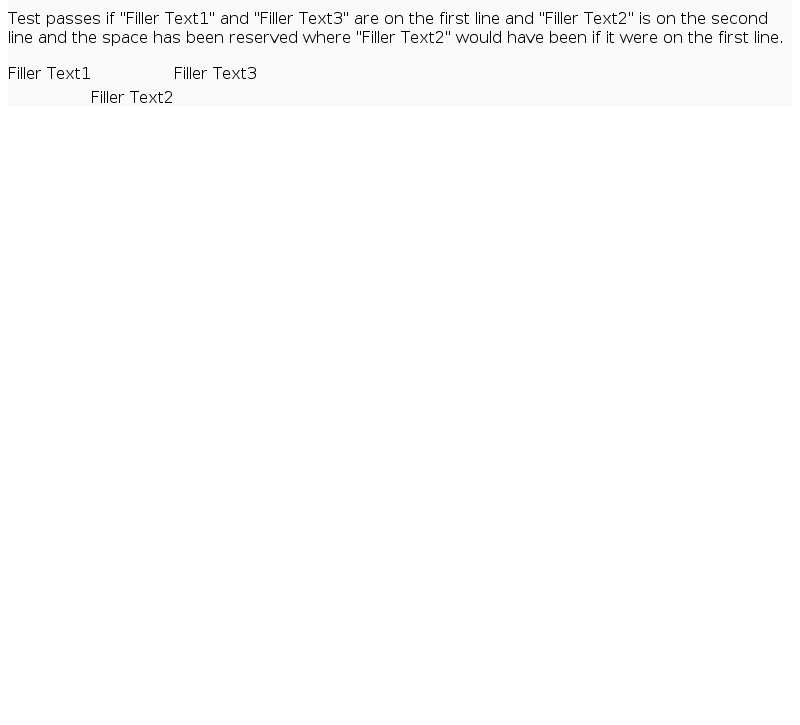 Test passes if "Filler Text1" and "Filler Text3" are on the first line and "Filler Text2" is on the second
line and the space has been reserved where "Filler Text2" would have been if it were on the first line.
Filler Text1 Filler Text3
Filler Text2